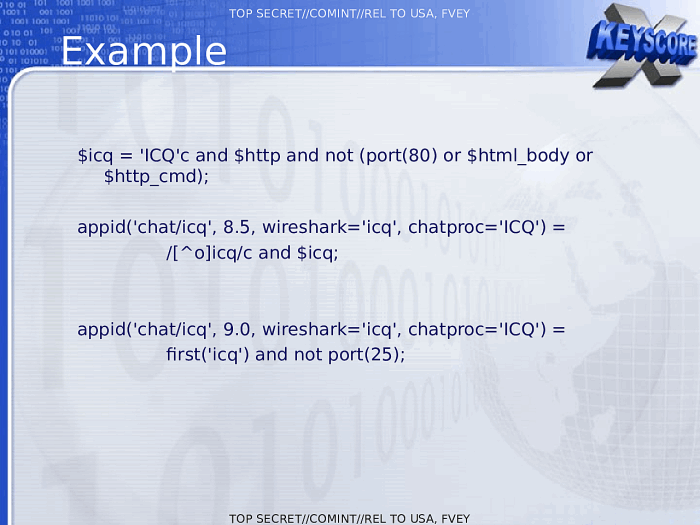 TOP SECRET//COMINT//REL TO USA, FVEY
Example
KEYSCORE
X
$icq = 'ICQ'c and $http and not (port(80) or $html_body or
$http_cmd);
appid('chat/icq', 8.5, wireshark='icq', chatproc='ICQ') =
/[^o]icq/c and $icq;
appid('chat/icq', 9.0, wireshark='icq', chatproc='ICQ') =
first('icq') and not port(25);
TOP SECRET//COMINT//REL TO USA, FVEY